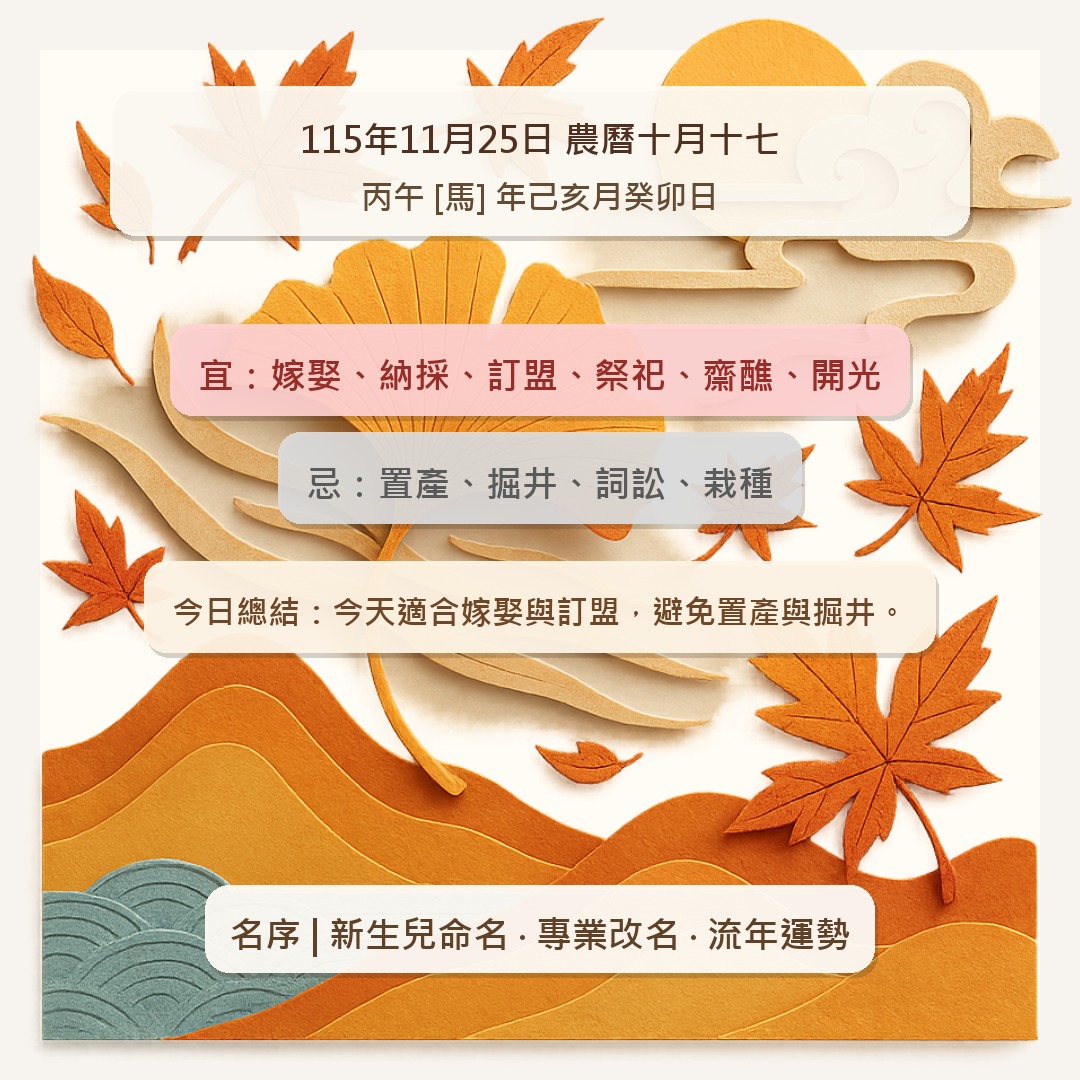 115年11月25日 農曆十月十七
丙午 [馬] 年己亥月癸卯日
宜：嫁娶、納採、訂盟、祭祀、齋醮、開光
忌：置產、掘井、詞訟、栽種
今日總結：今天適合嫁娶與訂盟，避免置產與掘井。
名序 | 新生兒命名 · 專業改名 · 流年運勢